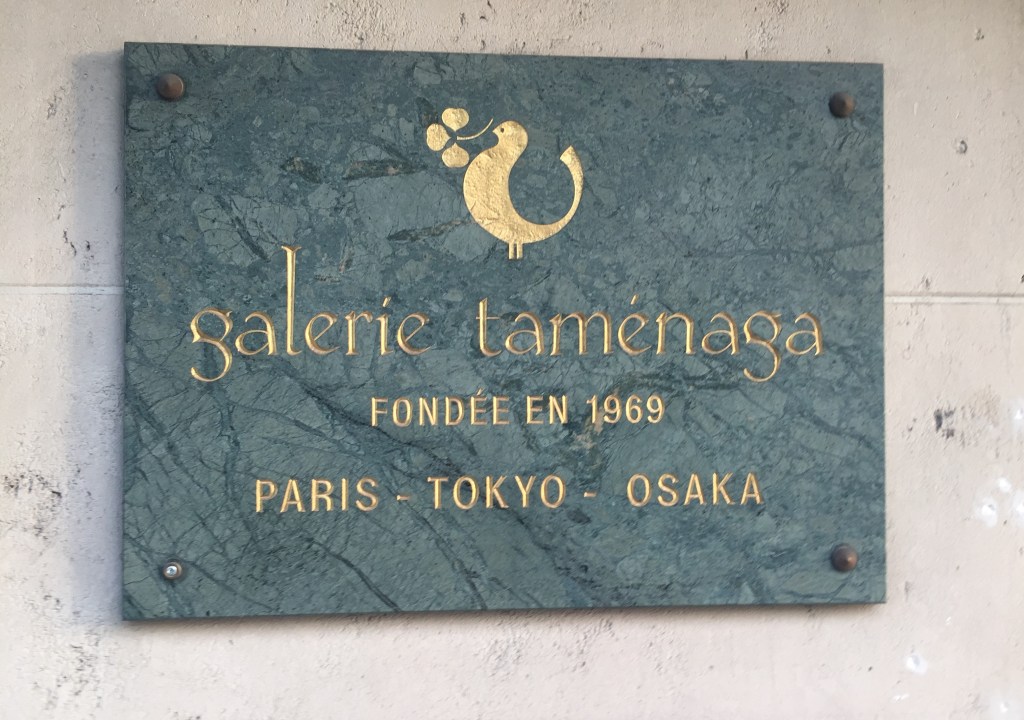 galerie taménaga
FONDÉE EN 1969
PARIS - TOKYO - OSAKA